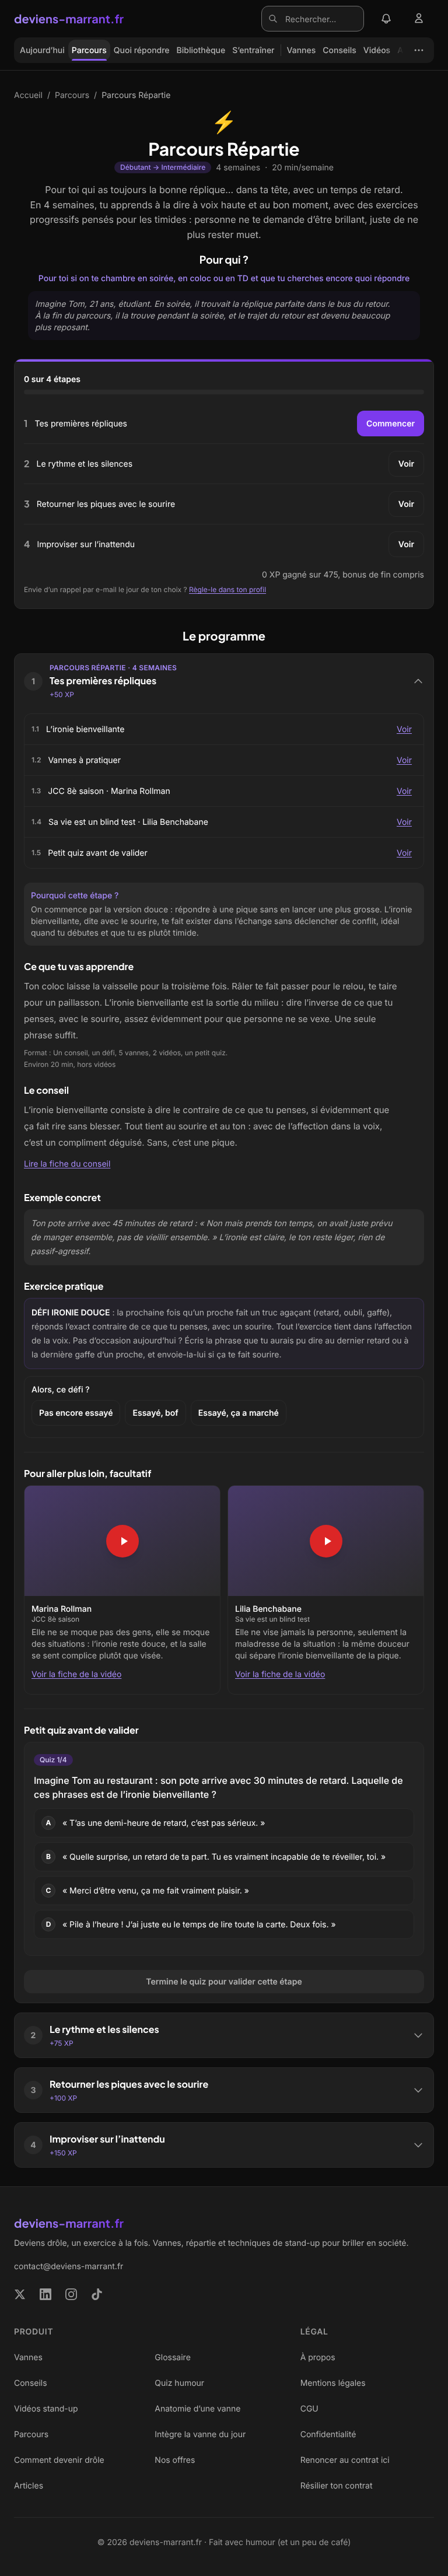 deviens-marrant.fr
Rechercher...
Aujourd'hui Parcours Quoi répondre Bibliothèque S'entraîner Vannes Conseils Vidéos
Accueil / Parcours / Parcours Répartie
Parcours Répartie
Débutant → Intermédiaire 4 semaines · 20 min/semaine
Pour toi qui as toujours la bonne réplique... dans ta tête, avec un temps de retard.
En 4 semaines, tu apprends à la dire à voix haute et au bon moment, avec des exercices
progressifs pensés pour les timides : personne ne te demande d'être brillant, juste de ne
plus rester muet.
Pour qui ?
Pour toi si on te chambre en soirée, en coloc ou en TD et que tu cherches encore quoi répondre
Imagine Tom, 21 ans, étudiant. En soirée, il trouvait la réplique parfaite dans le bus du retour.
À la fin du parcours, il la trouve pendant la soirée, et le trajet du retour est devenu beaucoup
plus reposant.
0 sur 4 étapes
1 Tes premières répliques Commencer
2 Le rythme et les silences Voir
3 Retourner les piques avec le sourire Voir
4 Improviser sur l'inattendu Voir
0 XP gagné sur 475, bonus de fin compris
Envie d'un rappel par e-mail le jour de ton choix ? Règle-le dans ton profil
Le programme
PARCOURS RÉPARTIE · 4 SEMAINES
1 Tes premières répliques
+50 XP
1.1 L'ironie bienveillante Voir
1.2 Vannes à pratiquer Voir
1.3 JCC 8è saison · Marina Rollman Voir
1.4 Sa vie est un blind test · Lilia Benchabane Voir
1.5 Petit quiz avant de valider Voir
Pourquoi cette étape ?
On commence par la version douce : répondre à une pique sans en lancer une plus grosse. L'ironie
bienveillante, dite avec le sourire, te fait exister dans l'échange sans déclencher de conflit, idéal
quand tu débutes et que tu es plutôt timide.
Ce que tu vas apprendre
Ton coloc laisse la vaisselle pour la troisième fois. Râler te fait passer pour le relou, te taire
pour un paillasson. L'ironie bienveillante est la sortie du milieu : dire l'inverse de ce que tu
penses, avec le sourire, assez évidemment pour que personne ne se vexe. Une seule
phrase suffit.
Format : Un conseil, un défi, 5 vannes, 2 vidéos, un petit quiz.
Environ 20 min, hors vidéos
Le conseil
L'ironie bienveillante consiste à dire le contraire de ce que tu penses, si évidemment que
ça fait rire sans blesser. Tout tient au sourire et au ton : avec de l'affection dans la voix,
c'est un compliment déguisé. Sans, c'est une pique.
Lire la fiche du conseil
Exemple concret
Ton pote arrive avec 45 minutes de retard : « Non mais prends ton temps, on avait juste prévu
de manger ensemble, pas de vieillir ensemble. » L'ironie est claire, le ton reste léger, rien de
passif-agressif.
Exercice pratique
DÉFI IRONIE DOUCE : la prochaine fois qu'un proche fait un truc agaçant (retard, oubli, gaffe),
réponds l'exact contraire de ce que tu penses, avec un sourire. Tout l'exercice tient dans l'affection
de la voix. Pas d'occasion aujourd'hui ? Écris la phrase que tu aurais pu dire au dernier retard ou à
la dernière gaffe d'un proche, et envoie-la-lui si ça te fait sourire.
Alors, ce défi ?
Pas encore essayé Essayé, bof Essayé, ça a marché
Pour aller plus loin, facultatif
Marina Rollman
JCC 8è saison
Elle ne se moque pas des gens, elle se moque
des situations : l'ironie reste douce, et la salle
se sent complice plutôt que visée.
Voir la fiche de la vidéo
Lilia Benchabane
Sa vie est un blind test
Elle ne vise jamais la personne, seulement la
maladresse de la situation : la même douceur
qui sépare l'ironie bienveillante de la pique.
Voir la fiche de la vidéo
Petit quiz avant de valider
Quiz 1/4
Imagine Tom au restaurant : son pote arrive avec 30 minutes de retard. Laquelle de
ces phrases est de l'ironie bienveillante ?
A « T'as une demi-heure de retard, c'est pas sérieux. »
B « Quelle surprise, un retard de ta part. Tu es vraiment incapable de te réveiller, toi. »
C « Merci d'être venu, ça me fait vraiment plaisir. »
D « Pile à l'heure ! J'ai juste eu le temps de lire toute la carte. Deux fois. »
Termine le quiz pour valider cette étape
2 Le rythme et les silences
+75 XP
3 Retourner les piques avec le sourire
+100 XP
4 Improviser sur l'inattendu
+150 XP
deviens-marrant.fr
Deviens drôle, un exercice à la fois. Vannes, répartie et techniques de stand-up pour briller en société.
contact@deviens-marrant.fr
PRODUIT
Vannes
Conseils
Vidéos stand-up
Parcours
Comment devenir drôle
Articles
Glossaire
Quiz humour
Anatomie d'une vanne
Intègre la vanne du jour
Nos offres
LÉGAL
À propos
Mentions légales
CGU
Confidentialité
Renoncer au contrat ici
Résilier ton contrat
© 2026 deviens-marrant.fr · Fait avec humour (et un peu de café)